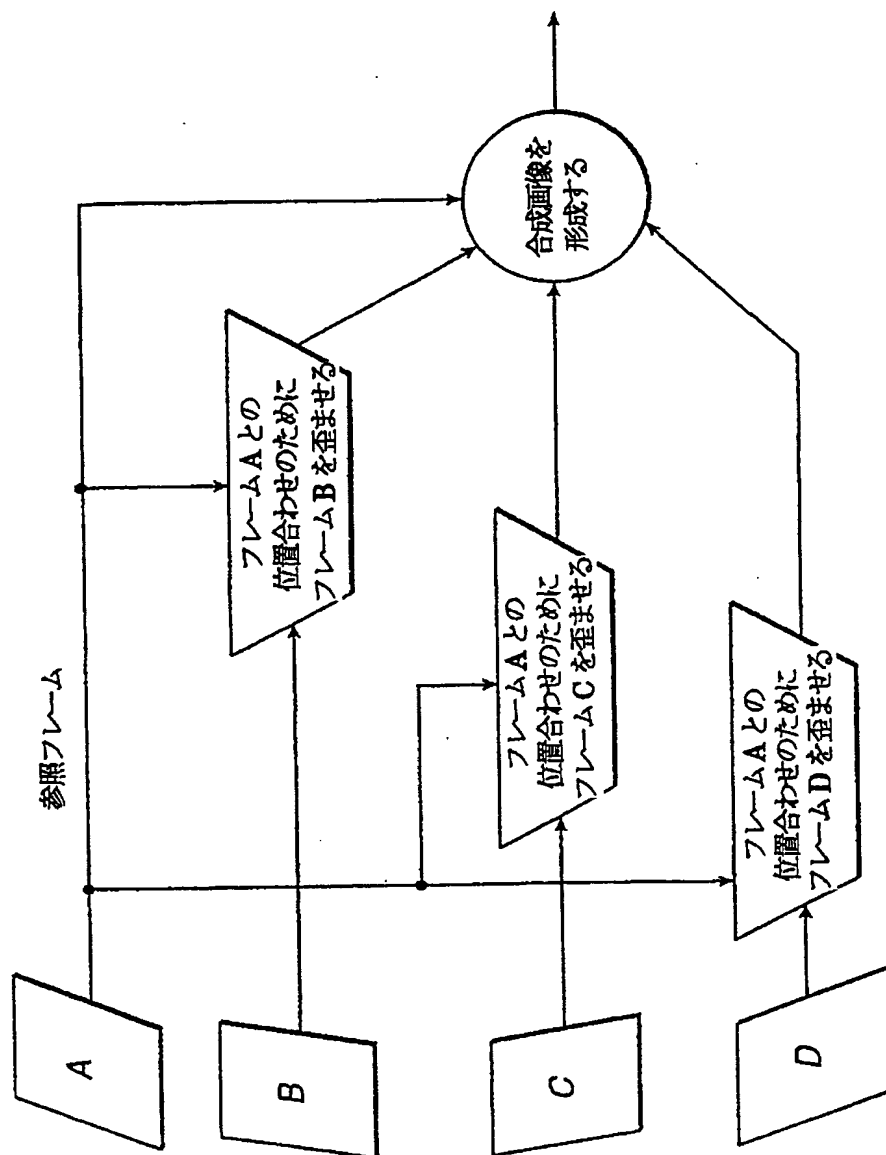 A
B
C
D
参照フレーム
フレームAとの
位置合わせのために
フレームBを歪ませる
フレームAとの
位置合わせのために
フレームCを歪ませる
フレームAとの
位置合わせのために
フレームDを歪ませる
合成画像を
形成する